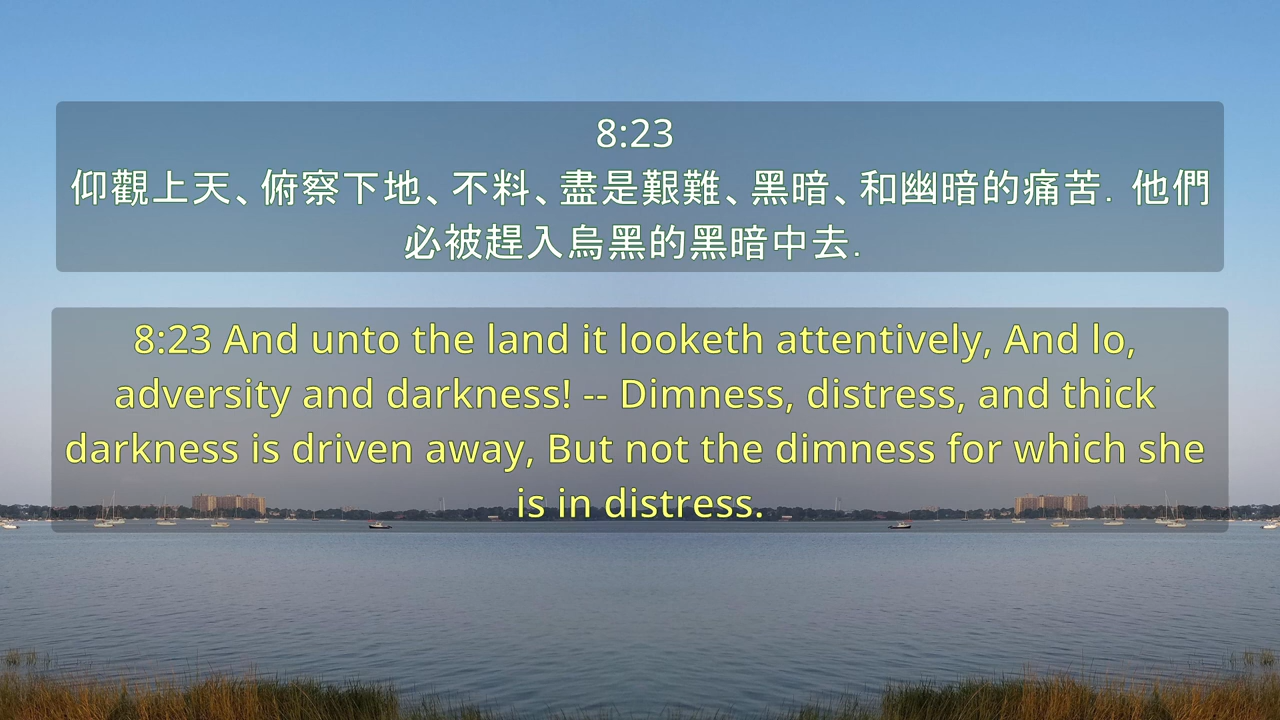 8:23
仰觀上天、俯察下地、不料、盡是艱難、黑暗、和幽暗的痛苦. 他們
必被趕入烏黑的黑暗中去.
8:23 And unto the land it looketh attentively, And lo,
adversity and darkness! -- Dimness, distress, and thick
darkness is driven away, But not the dimness for which she
is in distress.